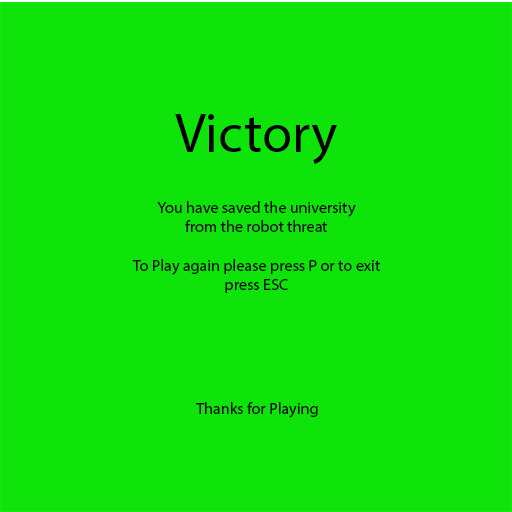 Victory
You have saved the university
from the robot threat
To Play again please press P or to exit
press ESC
Thanks for Playing